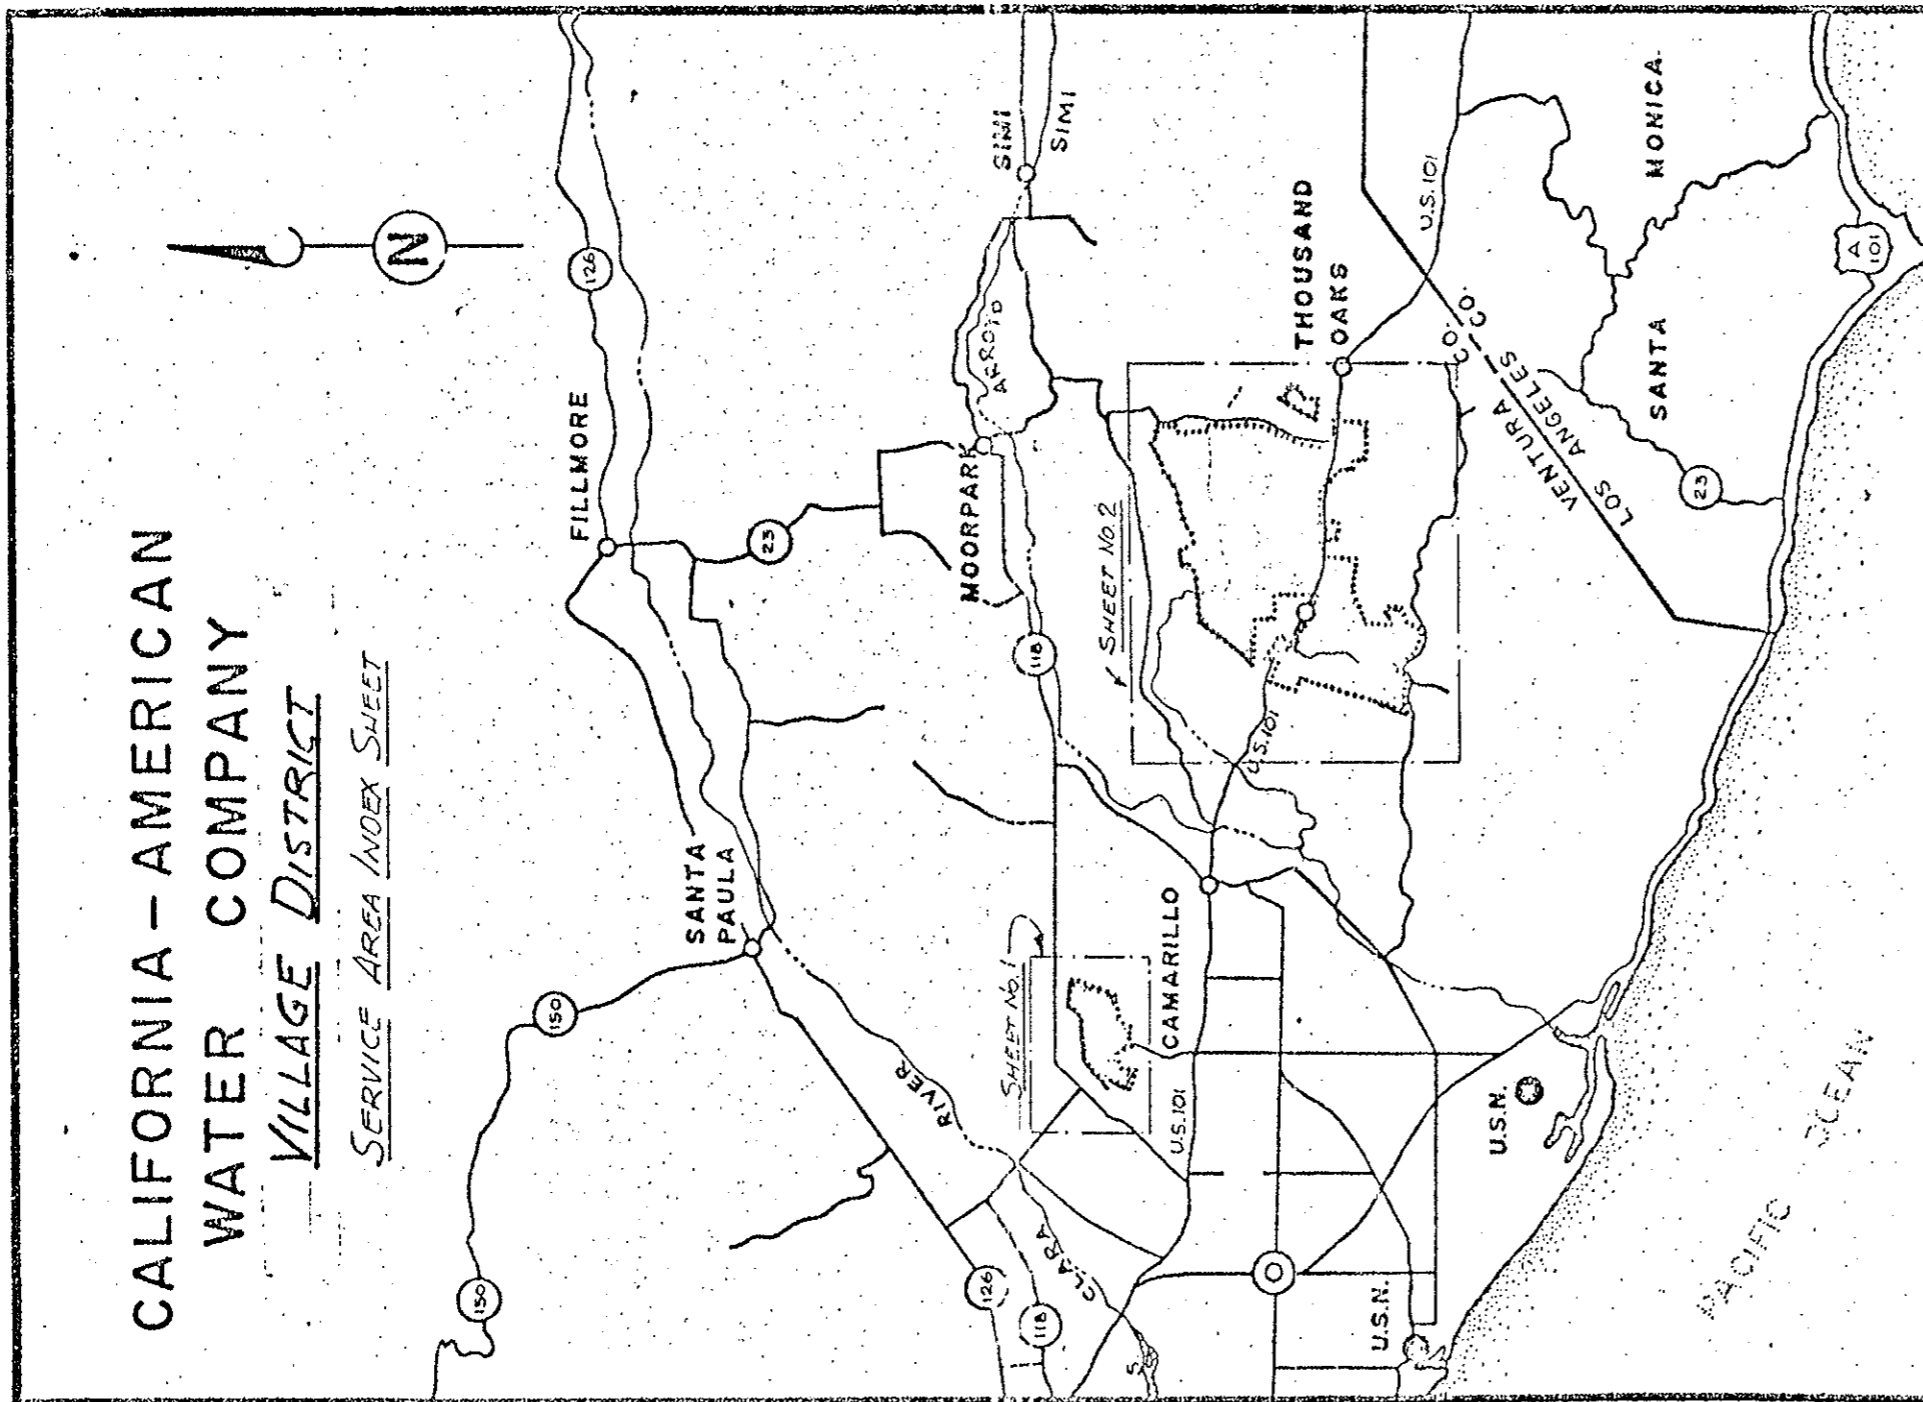 CALIFORNIA-AMERICAN
WATER COMPANY
VILLAGE DISTRICT
SERVICE AREA INDEX SHEET
N
150
150
126
FILLMORE
SANTA
PAULA
23
126
118
RIVER
CLARA
S.
MOORPARK
118
ARROYO
SIMI
SIMI
SHEET No.1
SHEET No.2
CAMARILLO
U.S.101
U.S.101
THOUSAND
OAKS
U.S.101
VENTURA CO.
LOS ANGELES CO.
SANTA
MONICA
23
A
101
U.S.N.
U.S.N.
PACIFIC OCEAN